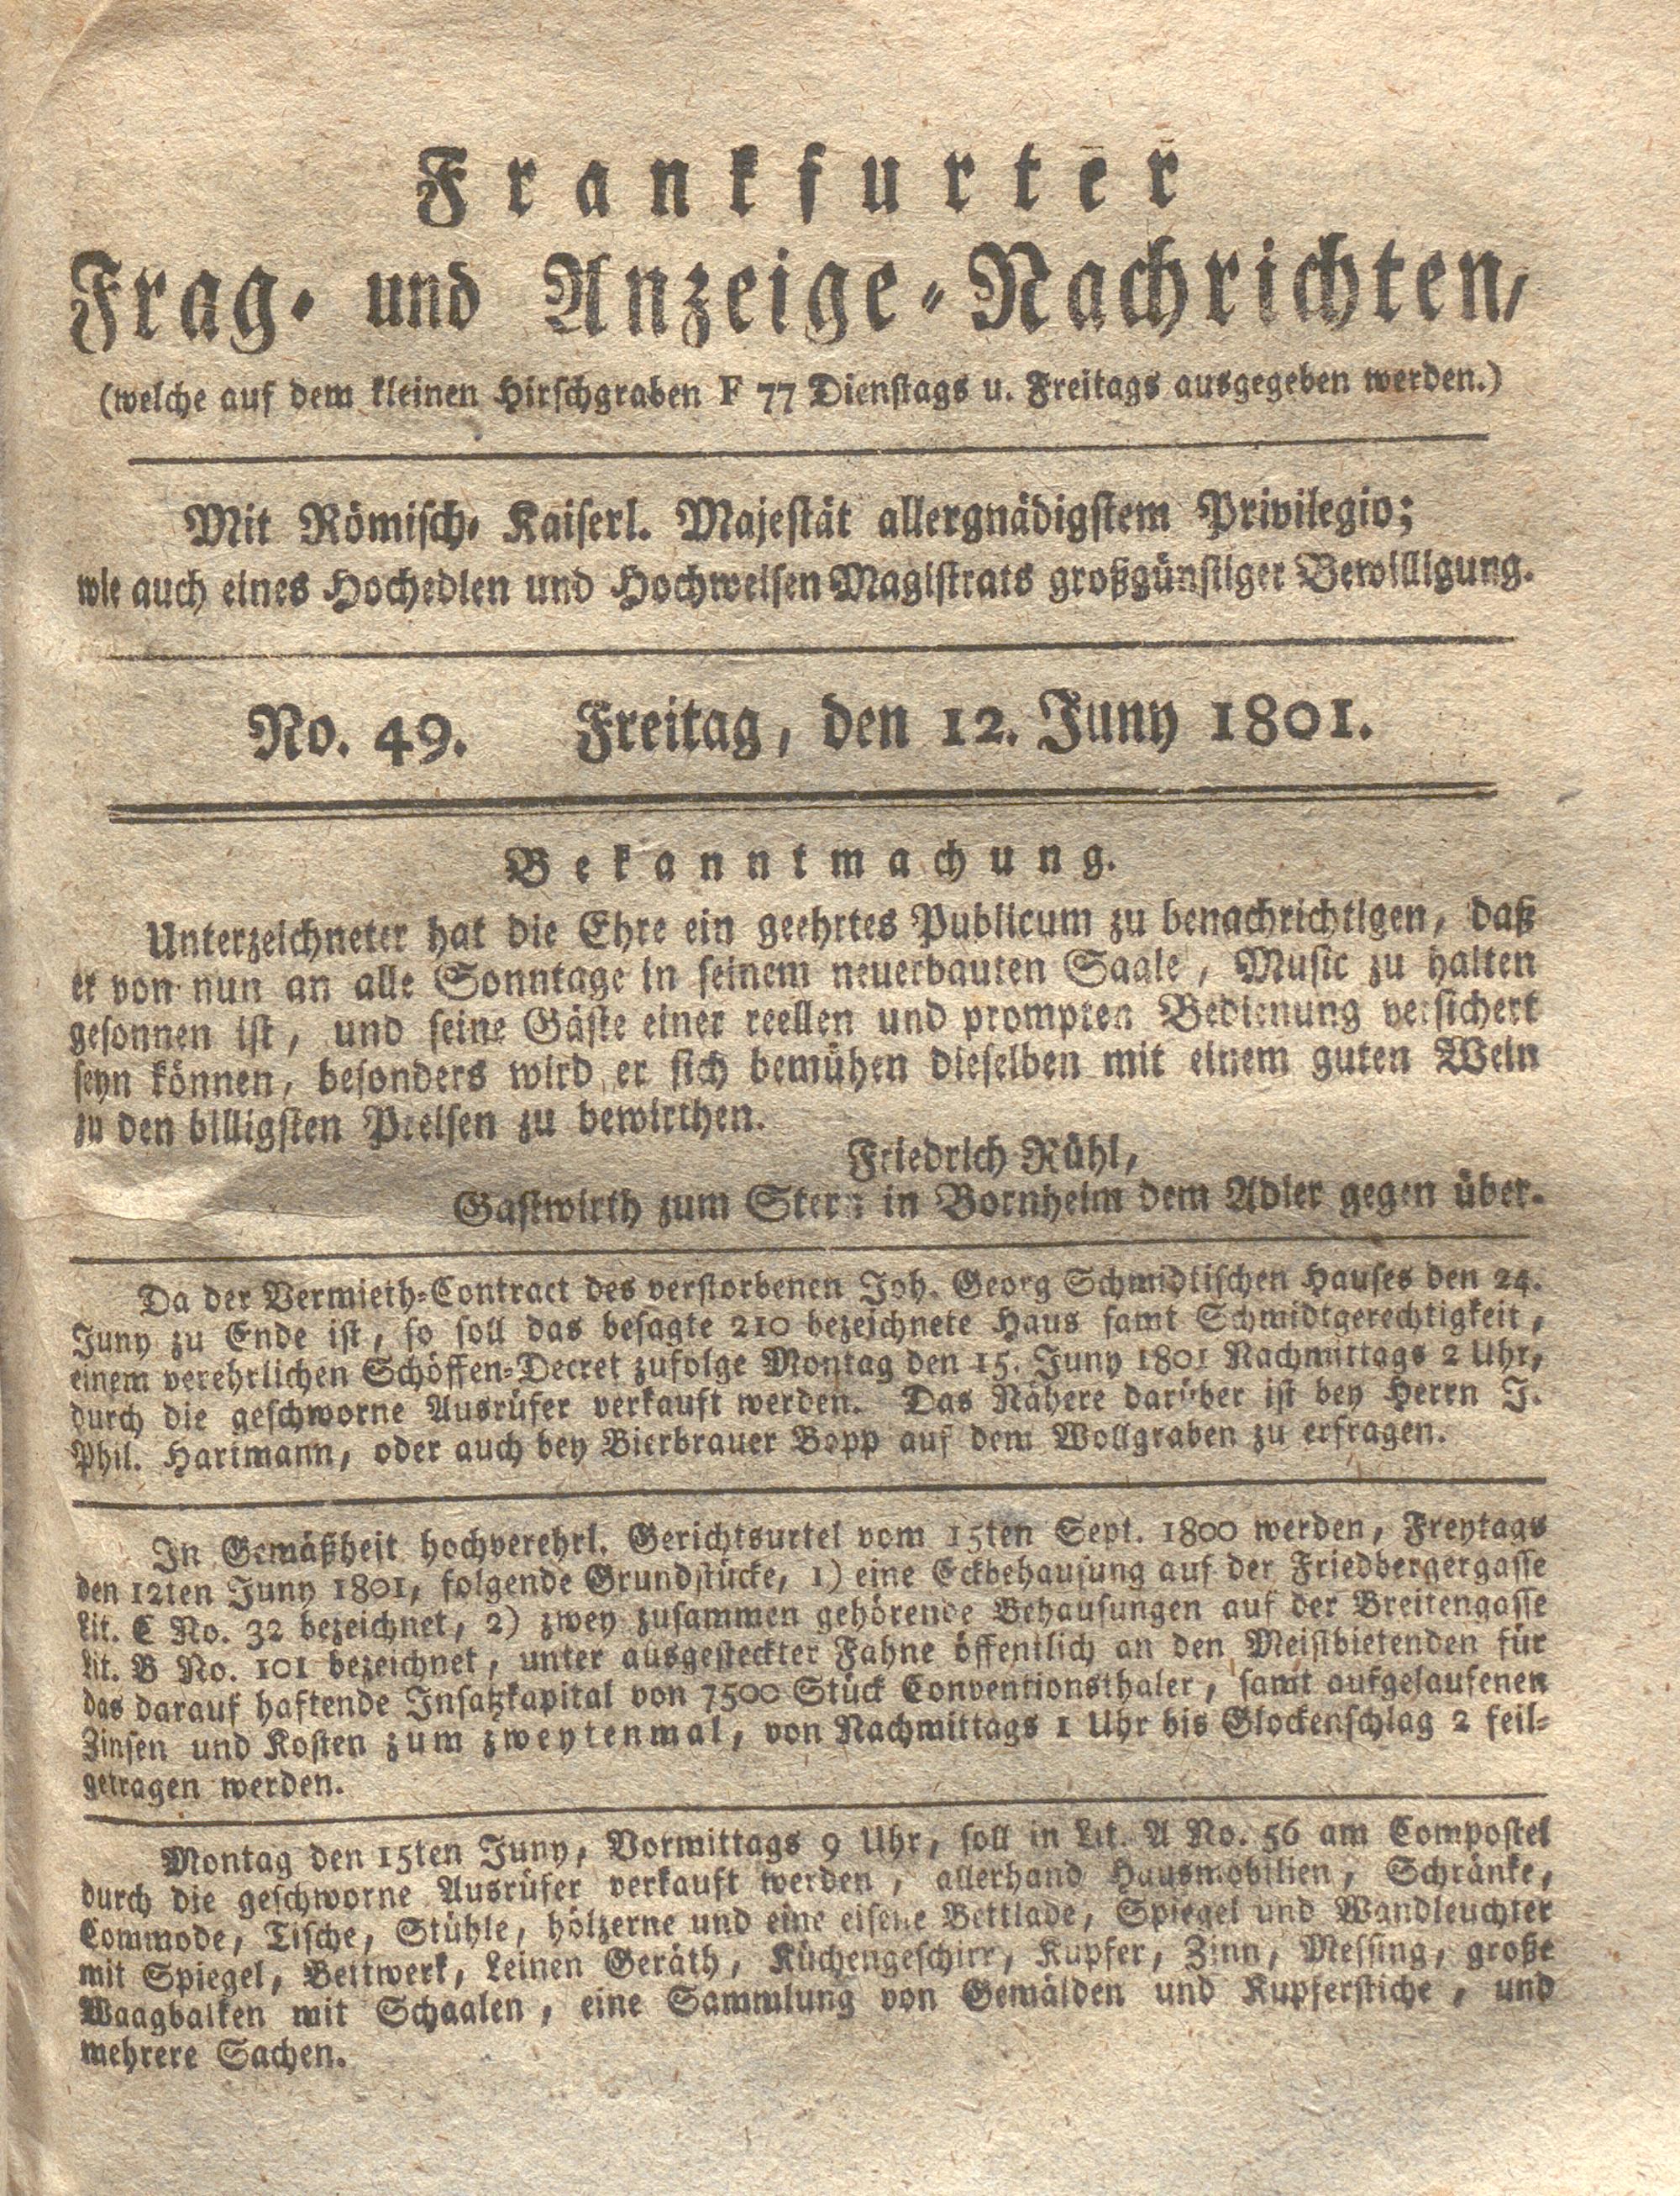 Frankfurter
Frag- und Anzeige-Nachrichten,
(welche auf dem kleinen Hirschgraben F 77 Dienstags u. Freitags ausgegeben werden.)
Mit Römisch- Kaiserl. Majestät allergnädigstem Privilegio;
wie auch eines Hochedlen und Hochweisen Magistrats großgünstiger Bewilligung.
No. 49. Freitag, den 12. Juny 1801.
Bekanntmachung.
Unterzeichneter hat die Ehre ein geehrtes Publicum zu benachrichtigen, daß
er von nun an alle Sonntage in seinem neuerbauten Saale, Music zu halten
gesonnen ist, und seine Gäste einer reellen und prompten Bedienung versichert
seyn können, besonders wird er sich bemühen dieselben mit einem guten Wein
zu den billigsten Preisen zu bewirthen.
Friedrich Rühl,
Gastwirth zum Stern in Bornheim dem Adler gegen über.
Da der Vermieth-Contract des verstorbenen Joh. Georg Schmidtischen Hauses den 24.
Juny zu Ende ist, so soll das besagte 210 bezeichnete Haus samt Schmidtgerechtigkeit,
einem verehrlichen Schöffen-Decret zufolge Montag den 15. Juny 1801 Nachmittags 2 Uhr,
durch die geschworne Ausrüfer verkauft werden. Das Nähere darüber ist bey Herrn J.
Phil. Hartmann, oder auch bey Bierbrauer Bopp auf dem Wollgraben zu erfragen.
In Gemäßheit hochverehrl. Gerichtsurtel vom 15ten Sept. 1800 werden, Freytags
den 12ten Juny 1801, folgende Grundstücke, 1) eine Eckbehausung auf der Friedbergergasse
Lit. C No. 32 bezeichnet, 2) zwey zusammen gehörende Behausungen auf der Breitengasse
Lit. B No. 101 bezeichnet, unter ausgesteckter Fahne öffentlich an den Meistbietenden für
das darauf haftende Insatzkapital von 7500 Stück Conventionsthaler, samt aufgelaufenen
Zinsen und Kosten zum zweytenmal, von Nachmittags 1 Uhr bis Glockenschlag 2 feil-
getragen werden.
Montag den 15ten Juny, Vormittags 9 Uhr, soll in Lit. A No. 56 am Compostel
durch die geschworne Ausrüfer verkauft werden, allerhand Hausmobilien, Schränke,
Commode, Tische, Stühle, hölzerne und eine eiserne Bettlade, Spiegel und Wandleuchter
mit Spiegel, Bettwerk, Leinen Geräth, Küchengeschirr, Kupfer, Zinn, Messing, große
Waagbalken mit Schaalen, eine Sammlung von Gemälden und Kupferstiche, und
mehrere Sachen.